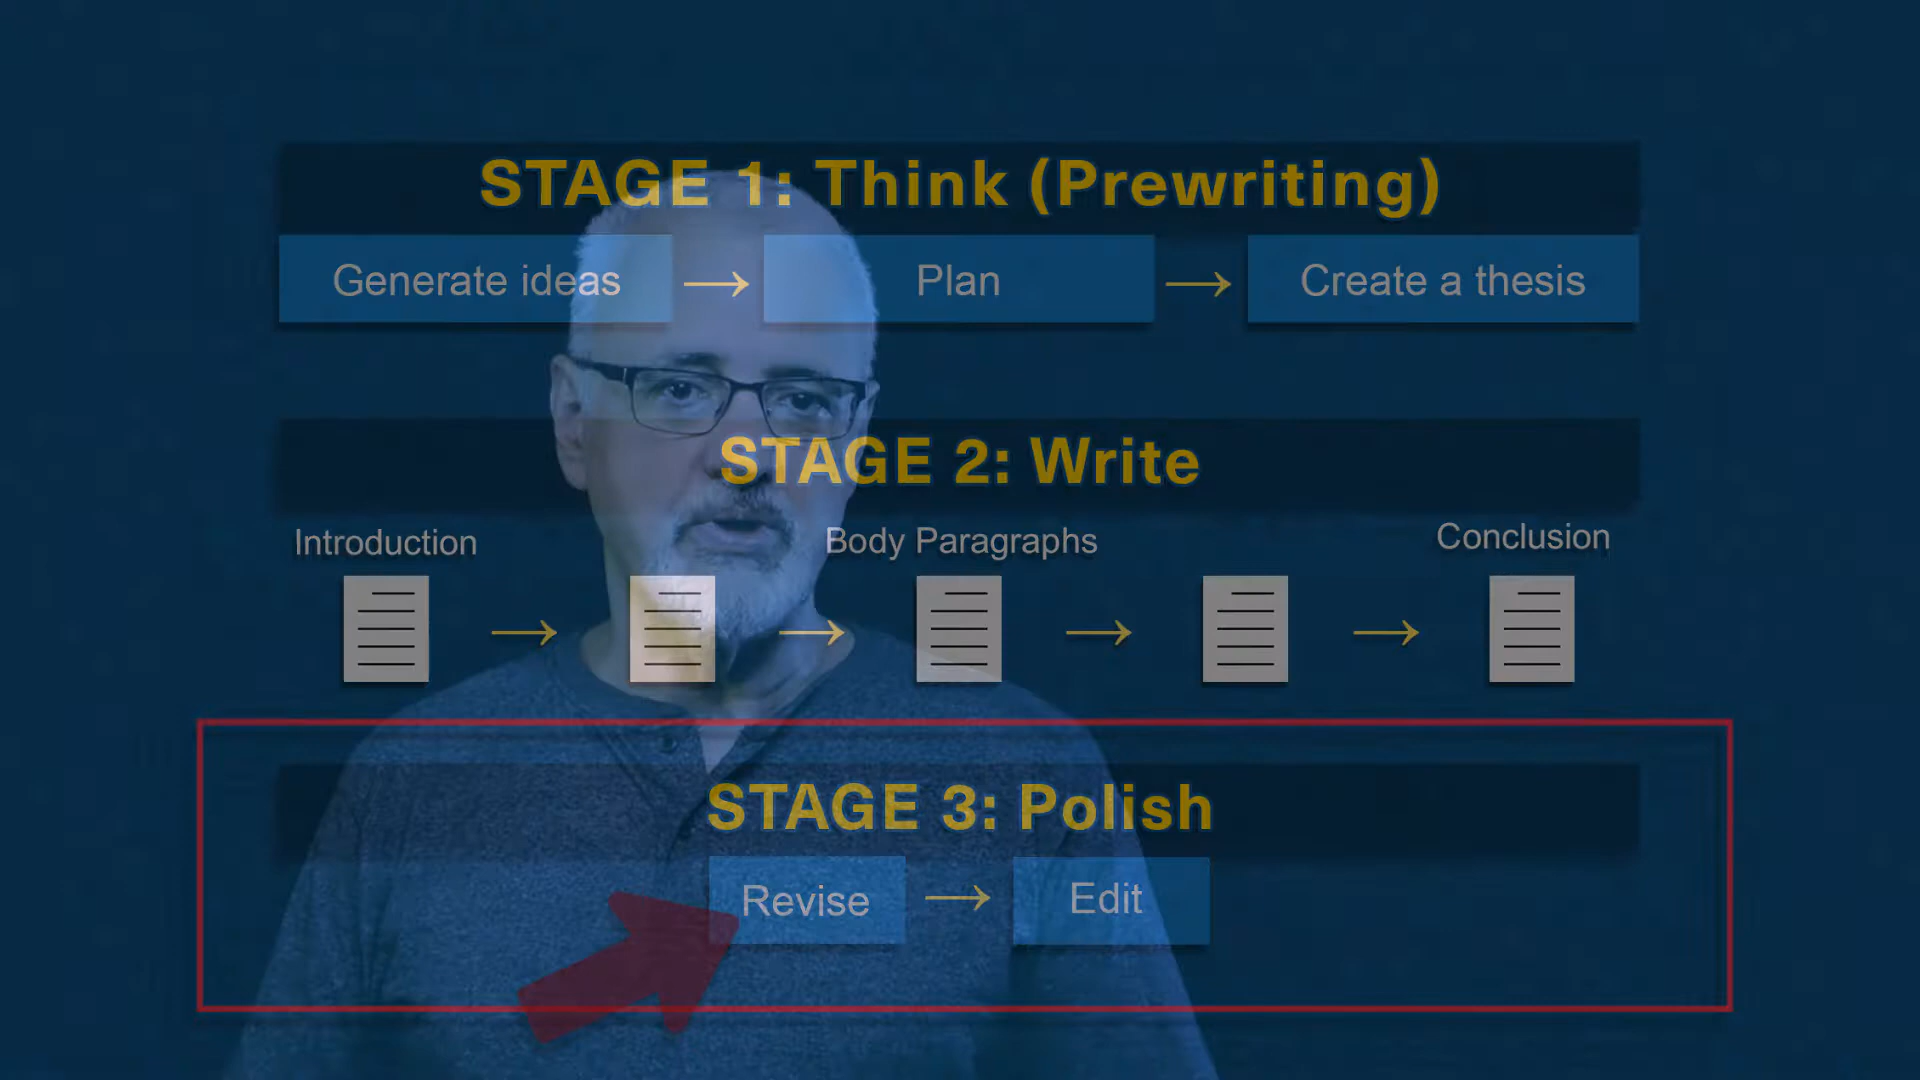 STAGE 1: Think (Prewriting)
Generate ideas
Plan
Create a thesis
STAGE 2: Write
Introduction
Body Paragraphs
Conclusion
STAGE 3: Polish
Revise
Edit